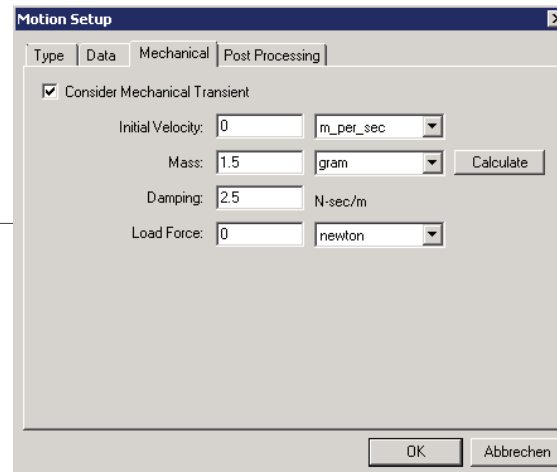 Motion Setup
Type Data Mechanical Post Processing
Consider Mechanical Transient
Initial Velocity: 0 m_per_sec
Mass: 1.5 gram Calculate
Damping: 2.5 N-sec/m
Load Force: 0 newton
OK Abbrechen